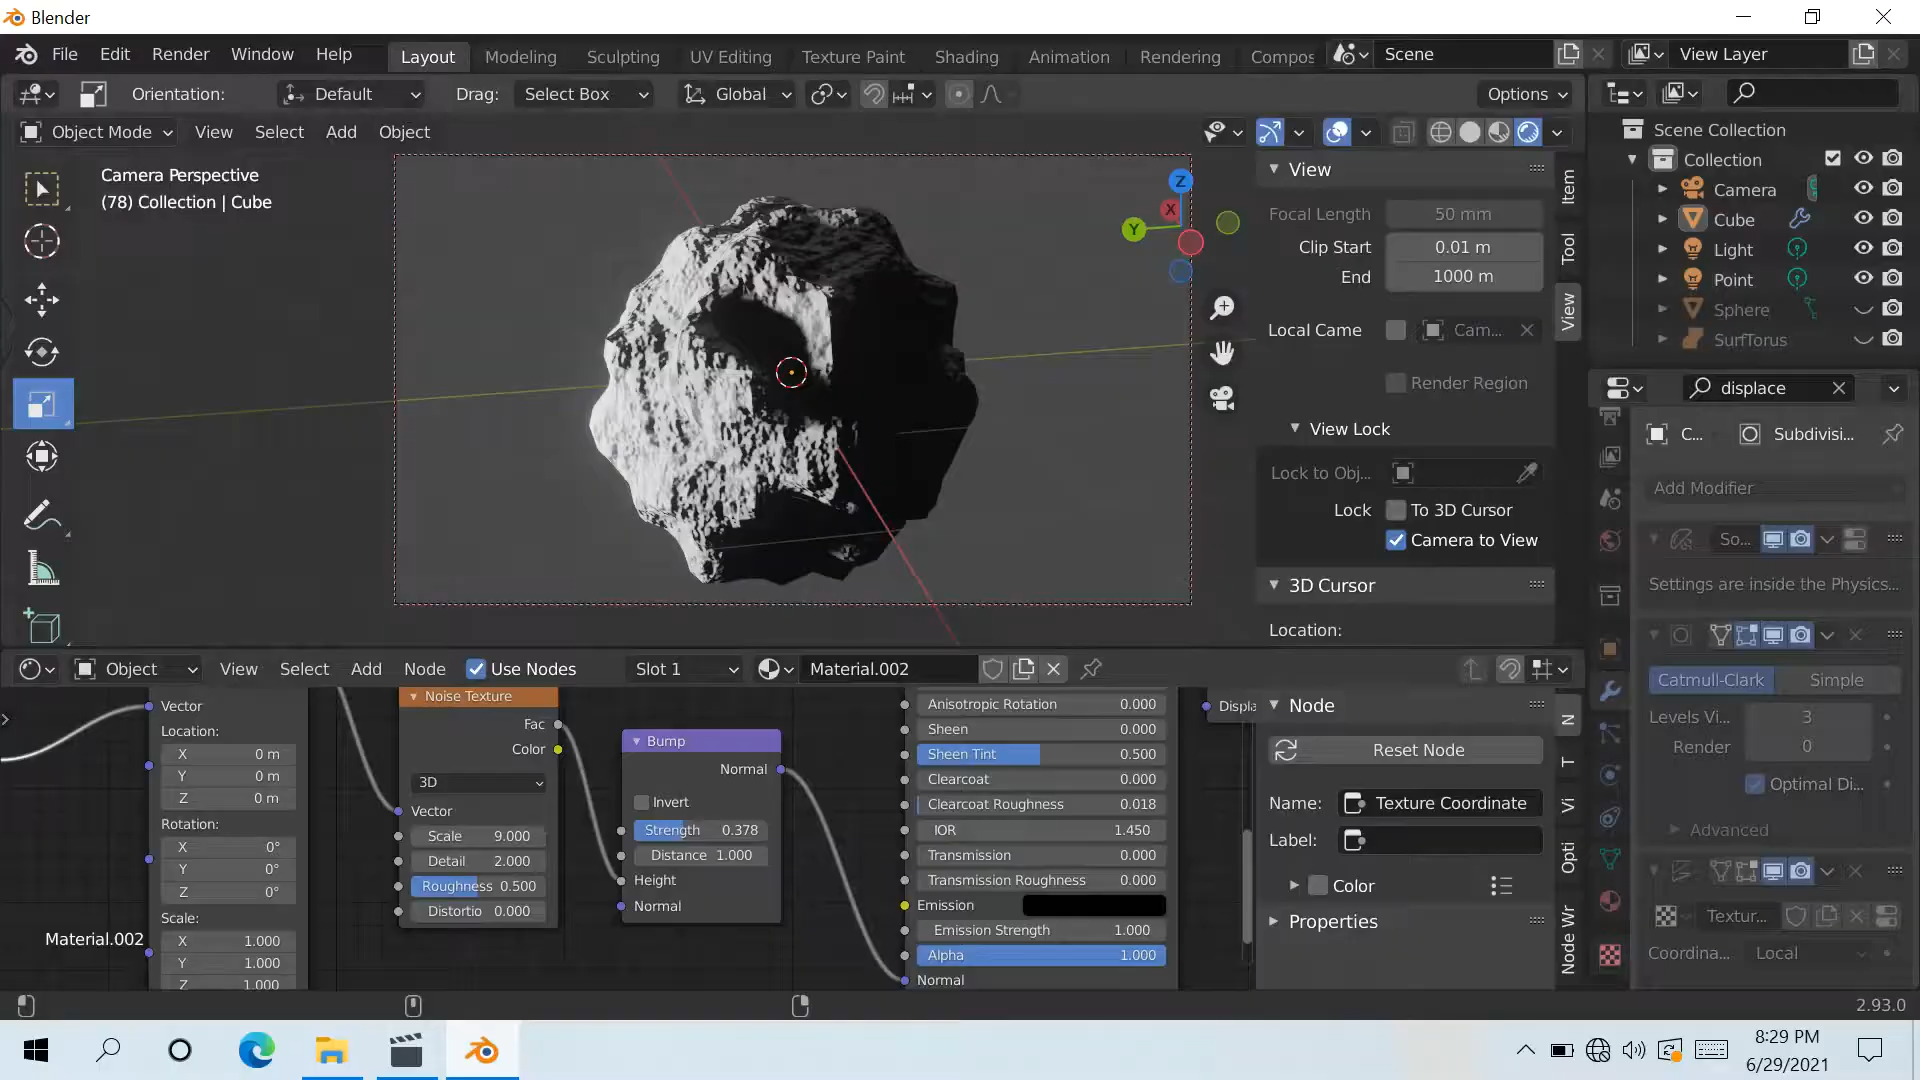 Blender
File Edit Render Window Help Layout Modeling Sculpting UV Editing Texture Paint Shading Animation Rendering Compos Scene View Layer
Orientation: Default Drag: Select Box Global Options
Object Mode View Select Add Object
Camera Perspective
(78) Collection | Cube
Z
X
Y
View
Focal Length 50 mm
Clip Start 0.01 m
End 1000 m
Local Came Cam...
Render Region
View Lock
Lock to Obj...
Lock To 3D Cursor
Camera to View
3D Cursor
Location:
Item
Tool
View
Scene Collection
Collection
Camera
Cube
Light
Point
Sphere
SurfTorus
displace
C... Subdivisi...
Add Modifier
So...
Settings are inside the Physics...
Catmull-Clark Simple
Levels Vi... 3
Render 0
Optimal Di...
Advanced
Textur...
Coordina... Local
Object View Select Add Node Use Nodes Slot 1 Material.002
Vector
Location:
X 0 m
Y 0 m
Z 0 m
Rotation:
X 0°
Y 0°
Z 0°
Scale:
X 1.000
Y 1.000
Z 1.000
Material.002
Noise Texture
Fac
Color
3D
Vector
Scale 9.000
Detail 2.000
Roughness 0.500
Distortio 0.000
Bump
Normal
Invert
Strength 0.378
Distance 1.000
Height
Normal
Anisotropic Rotation 0.000
Sheen 0.000
Sheen Tint 0.500
Clearcoat 0.000
Clearcoat Roughness 0.018
IOR 1.450
Transmission 0.000
Transmission Roughness 0.000
Emission
Emission Strength 1.000
Alpha 1.000
Normal
Displa
Node
Reset Node
Name: Texture Coordinate
Label:
Color
Properties
N
T
Vi
Opti
Node Wr
2.93.0
8:29 PM
6/29/2021